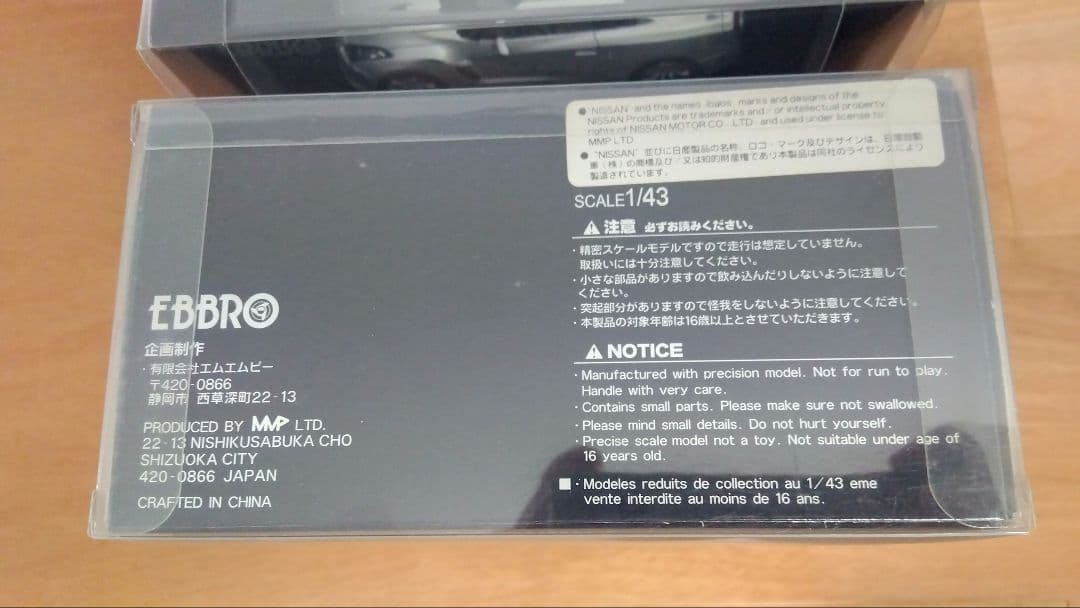 ● "NISSAN" and the names, logos, marks and designs of the
NISSAN Products are trademarks and / or intellectual property
rights of NISSAN MOTOR CO., LTD. and used under license to
MMP LTD.
● "NISSAN" 並びに日産製品の名称、ロゴ・マーク及びデザインは、日産自動
車(株)の商標及び/又は知的財産権であり本製品は同社のライセンスにより
製造されています。
SCALE1/43
注意 必ずお読みください。
・精密スケールモデルですので走行は想定していません。
取扱いには十分注意してください。
・小さな部品がありますので飲み込んだりしないように注意して
ください。
・突起部分がありますので怪我をしないように注意してください。
・本製品の対象年齢は16歳以上とさせていただきます。
NOTICE
・Manufactured with precision model. Not for run to play.
Handle with very care.
・Contains small parts. Please make sure not swallowed.
・Please mind small details. Do not hurt yourself.
・Precise scale model not a toy. Not suitable under age of
16 years old.
■・Modeles reduits de collection au 1/43 eme
vente interdite au moins de 16 ans.
EBBRO
企画制作
・有限会社エムエムピー
〒420-0866
静岡市 西草深町22-13
PRODUCED BY MMP LTD.
22-13 NISHIKUSABUKA CHO
SHIZUOKA CITY
420-0866 JAPAN
CRAFTED IN CHINA